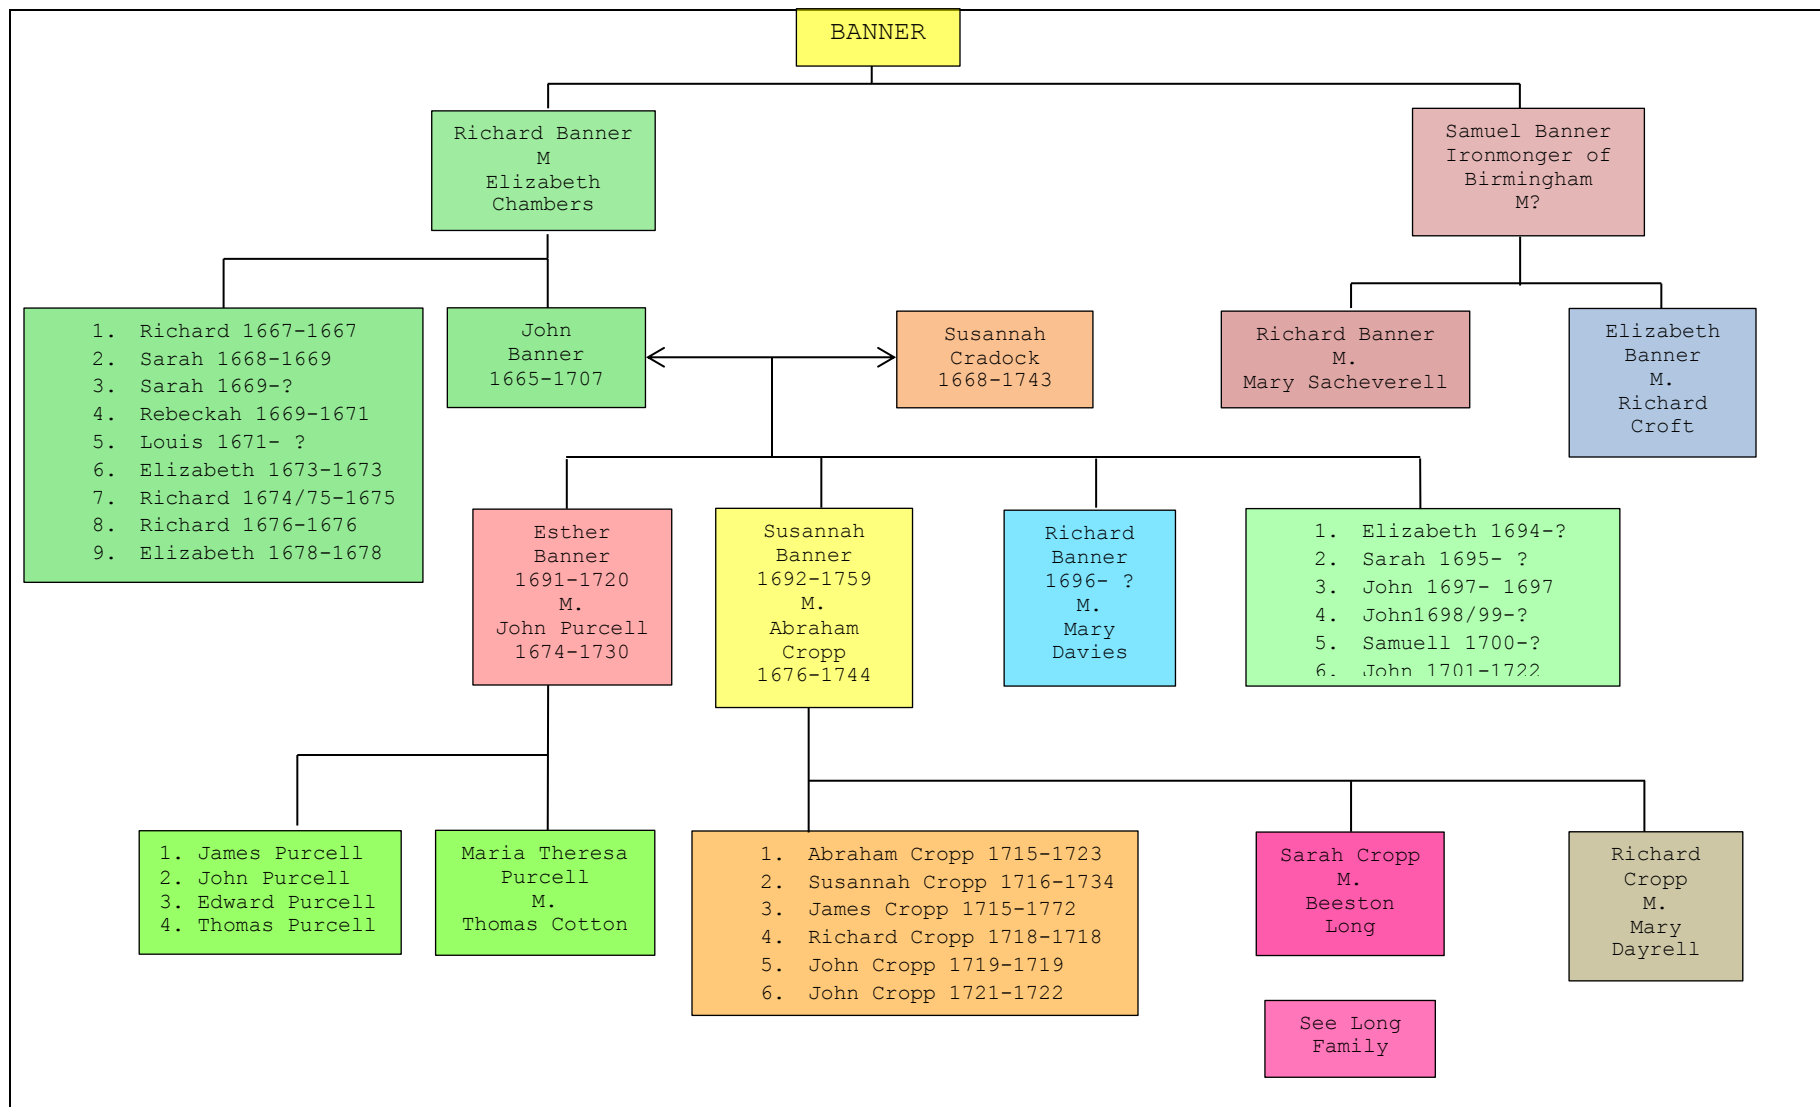 BANNER
Richard Banner
M
Elizabeth
Chambers
Samuel Banner
Ironmonger of
Birmingham
M?
1. Richard 1667-1667
2. Sarah 1668-1669
3. Sarah 1669-?
4. Rebeckah 1669-1671
5. Louis 1671- ?
6. Elizabeth 1673-1673
7. Richard 1674/75-1675
8. Richard 1676-1676
9. Elizabeth 1678-1678
John
Banner
1665-1707
Susannah
Cradock
1668-1743
Richard Banner
M.
Mary Sacheverell
Elizabeth
Banner
M.
Richard
Croft
Esther
Banner
1691-1720
M.
John Purcell
1674-1730
Susannah
Banner
1692-1759
M.
Abraham
Cropp
1676-1744
Richard
Banner
1696- ?
M.
Mary
Davies
1. Elizabeth 1694-?
2. Sarah 1695- ?
3. John 1697- 1697
4. John1698/99-?
5. Samuell 1700-?
6. John 1701-1722
1. James Purcell
2. John Purcell
3. Edward Purcell
4. Thomas Purcell
Maria Theresa
Purcell
M.
Thomas Cotton
1. Abraham Cropp 1715-1723
2. Susannah Cropp 1716-1734
3. James Cropp 1715-1772
4. Richard Cropp 1718-1718
5. John Cropp 1719-1719
6. John Cropp 1721-1722
Sarah Cropp
M.
Beeston
Long
Richard
Cropp
M.
Mary
Dayrell
See Long
Family